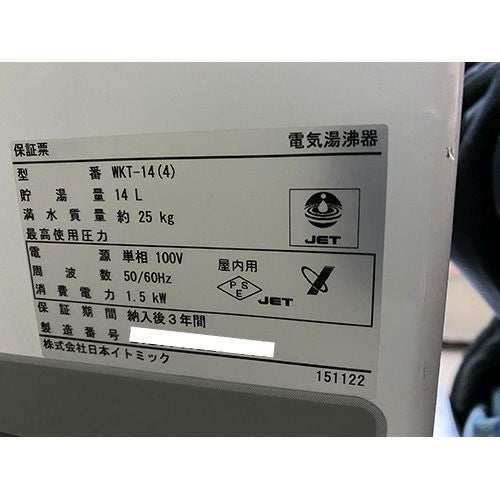 保証票 電気湯沸器
型 番 WKT-14(4)
貯 湯 量 14 L
満 水 質 量 約 25 kg
最高使用圧力
JET
電 源 単相 100V
周 波 数 50/60Hz
消 費 電 力 1.5 kW
屋内用
PSE JET
保 証 期 間 納入後3年間
製 造 番 号
株式会社日本イトミック
151122